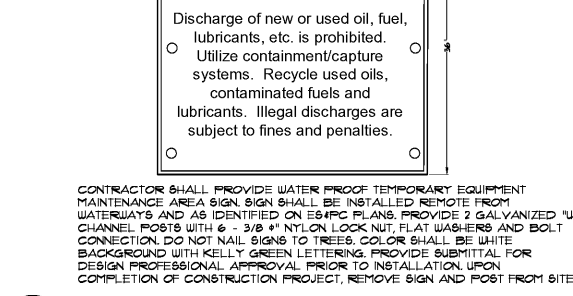 Discharge of new or used oil, fuel,
lubricants, etc. is prohibited.
Utilize containment/capture
systems. Recycle used oils,
contaminated fuels and
lubricants. Illegal discharges are
subject to fines and penalties.
CONTRACTOR SHALL PROVIDE WATER PROOF TEMPORARY EQUIPMENT
MAINTENANCE AREA SIGN. SIGN SHALL BE INSTALLED REMOTE FROM
WATERWAYS AND AS IDENTIFIED ON ES&PC PLANS. PROVIDE 2 GALVANIZED "U
CHANNEL POSTS WITH 6 - 3/8 Φ" NYLON LOCK NUT, FLAT WASHERS AND BOLT
CONNECTION. DO NOT NAIL SIGNS TO TREES. COLOR SHALL BE WHITE
BACKGROUND WITH KELLY GREEN LETTERING. PROVIDE SUBMITTAL FOR
DESIGN PROFESSIONAL APPROVAL PRIOR TO INSTALLATION. UPON
COMPLETION OF CONSTRUCTION PROJECT, REMOVE SIGN AND POST FROM SITE